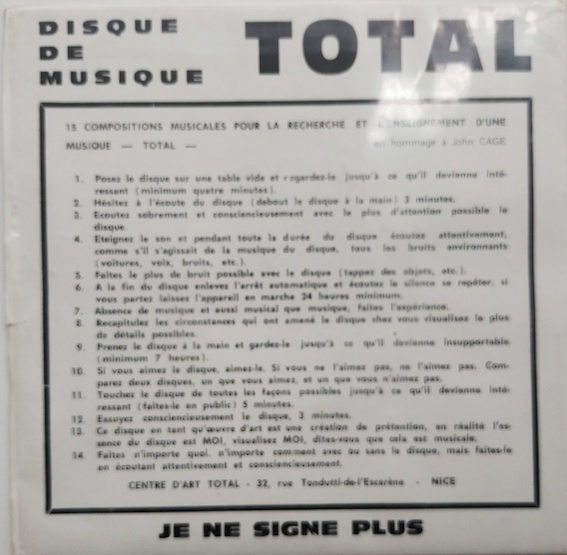 DISQUE
DE
MUSIQUE
TOTAL
15 COMPOSITIONS MUSICALES POUR LA RECHERCHE ET L'ENSEIGNEMENT D'UNE
MUSIQUE — TOTAL — en hommage à John CAGE
1. Posez le disque sur une table vide et regardez-le jusqu'à ce qu'il devienne inté-
ressant (minimum quatre minutes).
2. Hésitez à l'écoute du disque (debout le disque à la main) 3 minutes.
3. Ecoutez sobrement et consciencieusement avec le plus d'attention possible le
disque.
4. Eteignez le son et pendant toute la durée du disque écoutez attentivement,
comme s'il s'agissait de la musique du disque, tous les bruits environnants
(voitures, voix, bruits, etc.).
5. Faites le plus de bruit possible avec le disque (tappez des objets, etc.).
6. A la fin du disque enlevez l'arrêt automatique et écoutez le silence se repéter, si
vous partez laissez l'appareil en marche 24 heures minimum.
7. Absence de musique et aussi musical que musique, faites l'expérience.
8. Recapitulez les circonstances qui ont amené le disque chez vous visualisez le plus
de détails possibles.
9. Prenez le disque à la main et gardez-le jusqu'à ce qu'il devienne insupportable
(minimum 7 heures).
10. Si vous aimez le disque, aimez-le. Si vous ne l'aimez pas, ne l'aimez pas. Com-
parez deux disques, un que vous aimez, et un que vous n'aimez pas.
11. Touchez le disque de toutes les façons possibles jusqu'à ce qu'il devienne inté-
ressant (faites-le en public) 5 minutes.
12. Essuyez consciencieusement le disque, 3 minutes.
13. Ce disque en tant qu'œuvre d'art est une création de prétention, en réalité l'es-
sence du disque est MOI, visualisez MOI, dites-vous que cela est musicale.
14. Faites n'importe quoi. n'importe comment avec ou sans le disque, mais faites-le
en écoutant attentivement et consciencieusement.
CENTRE D'ART TOTAL - 32, rue Tondutti-de-l'Escarène - NICE
JE NE SIGNE PLUS